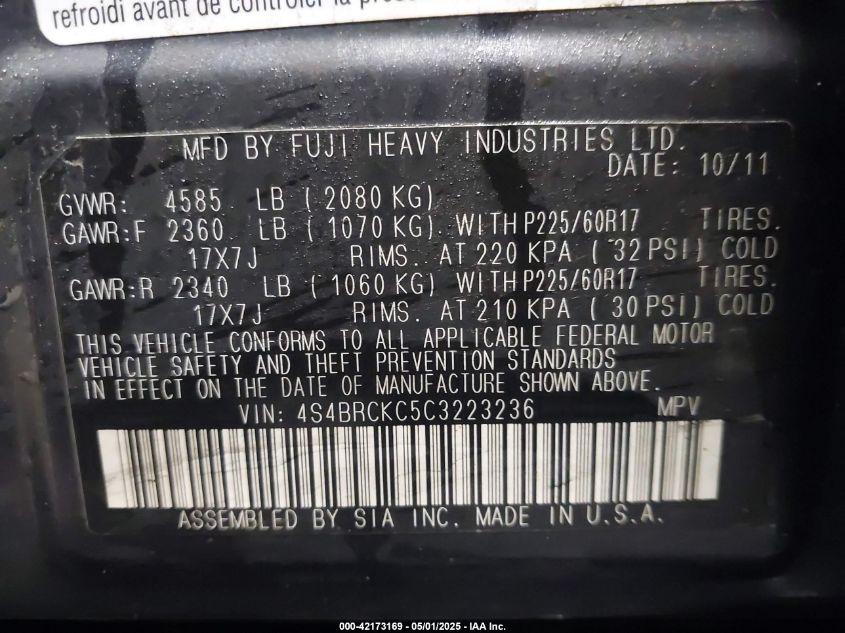 refroidi avant de contrôler la
MFD BY FUJI HEAVY INDUSTRIES LTD.
DATE: 10/11
GVWR: 4585 LB ( 2080 KG)
GAWR:F 2360 LB ( 1070 KG) WITH P225/60R17 TIRES.
17X7J RIMS. AT 220 KPA ( 32 PSI) COLD
GAWR:R 2340 LB ( 1060 KG) WITH P225/60R17 TIRES.
17X7J RIMS. AT 210 KPA ( 30 PSI) COLD
THIS VEHICLE CONFORMS TO ALL APPLICABLE FEDERAL MOTOR
VEHICLE SAFETY AND THEFT PREVENTION STANDARDS
IN EFFECT ON THE DATE OF MANUFACTURE SHOWN ABOVE.
VIN: 4S4BRCKC5C3223236 MPV
ASSEMBLED BY SIA INC. MADE IN U.S.A.
000-42173169 - 05/01/2025 - IAA Inc.